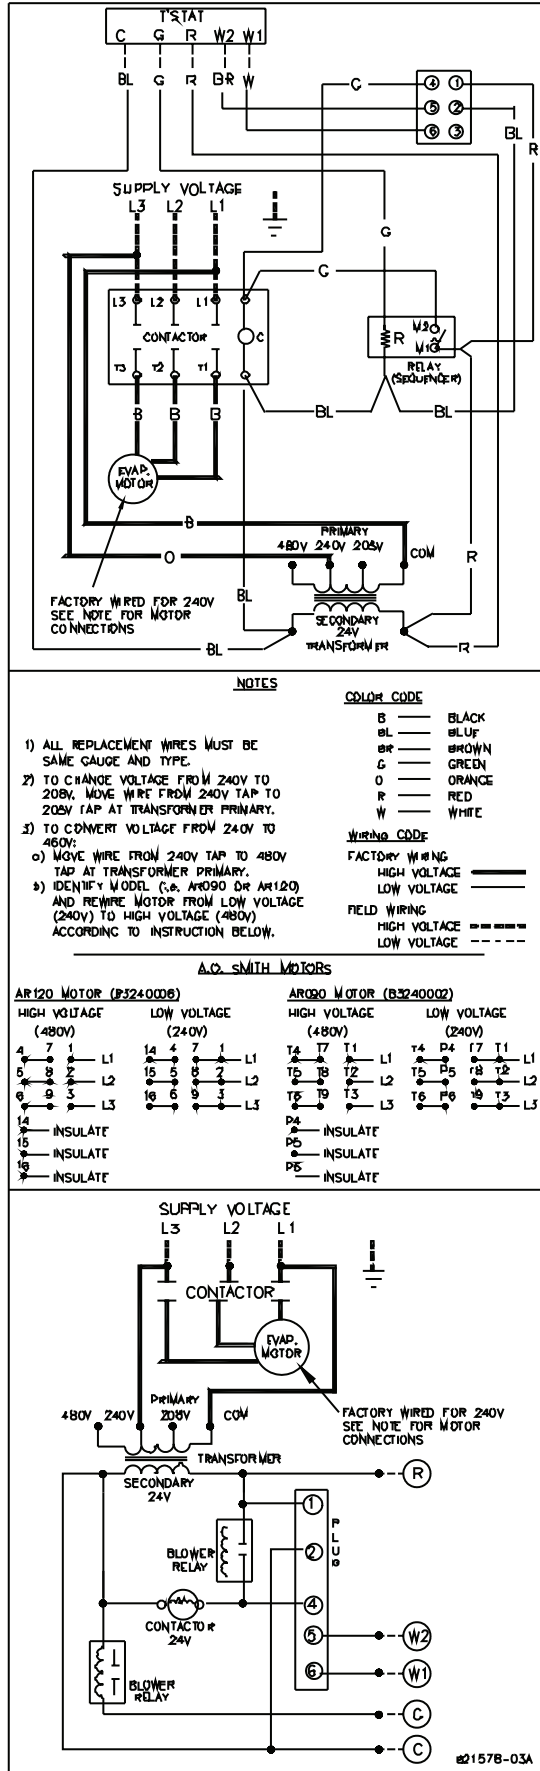 T'STAT
C G R W2 W1
BL G R BR W
G
4 1
5 2
6 3
BL
R
SUPPLY VOLTAGE
L3 L2 L1
G
G
L3 L2 L1
CONTACTOR
C
T3 T2 T1
R
M2
M1
RELAY
(SEQUENCER)
B B B
BL
BL
EVAP.
MOTOR
B
PRIMARY
480V 240V 208V
COM
O
R
FACTORY WIRED FOR 240V
SEE NOTE FOR MOTOR
CONNECTIONS
BL
SECONDARY
24V
TRANSFORMER
BL
R
NOTES
1) ALL REPLACEMENT WIRES MUST BE
SAME GAUGE AND TYPE.
2) TO CHANGE VOLTAGE FROM 240V TO
208V, MOVE WIRE FROM 240V TAP TO
208V TAP AT TRANSFORMER PRIMARY.
3) TO CONVERT VOLTAGE FROM 240V TO
460V:
a) MOVE WIRE FROM 240V TAP TO 480V
TAP AT TRANSFORMER PRIMARY.
b) IDENTIFY MODEL (i.e. AR090 OR AR120)
AND REWIRE MOTOR FROM LOW VOLTAGE
(240V) TO HIGH VOLTAGE (480V)
ACCORDING TO INSTRUCTION BELOW.
COLOR CODE
B BLACK
BL BLUE
BR BROWN
G GREEN
O ORANGE
R RED
W WHITE
WIRING CODE
FACTORY WIRING
HIGH VOLTAGE
LOW VOLTAGE
FIELD WIRING
HIGH VOLTAGE
LOW VOLTAGE
A.O. SMITH MOTORS
AR120 MOTOR (P3240006)
HIGH VOLTAGE LOW VOLTAGE
(480V) (240V)
4 7 1 L1 14 4 7 1 L1
5 8 2 L2 15 5 8 2 L2
6 9 3 L3 16 6 9 3 L3
14 INSULATE
15 INSULATE
16 INSULATE
AR090 MOTOR (B3240002)
HIGH VOLTAGE LOW VOLTAGE
(480V) (240V)
T4 T7 T1 L1 T4 P4 T7 T1 L1
T5 T8 T2 L2 T5 P5 T8 T2 L2
T6 T9 T3 L3 T6 P6 T9 T3 L3
P4 INSULATE
P5 INSULATE
P6 INSULATE
SUPPLY VOLTAGE
L3 L2 L1
CONTACTOR
EVAP.
MOTOR
PRIMARY
480V 240V 208V COM
FACTORY WIRED FOR 240V
SEE NOTE FOR MOTOR
CONNECTIONS
TRANSFORMER
SECONDARY
24V
R
1
PLUG
2
BLOWER
RELAY
4
CONTACTOR
24V
5 W2
6 W1
BLOWER
RELAY
G
C
821578-03A